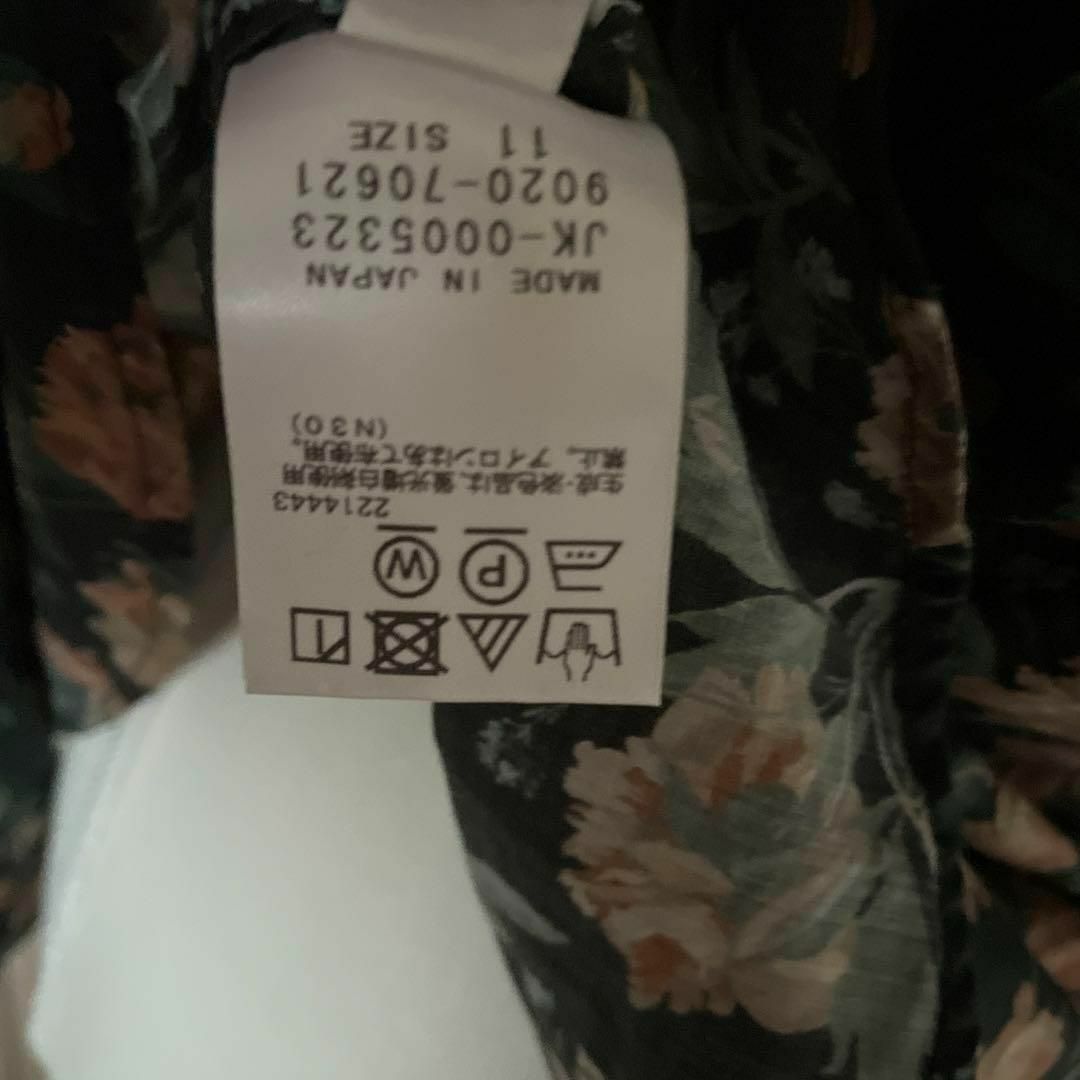 P W
2214443
生成・淡色品は、蛍光増白剤使用
禁止。アイロンはあて布使用。
(N30)
MADE IN JAPAN
JK-0005323
9020-70621
11 SIZE